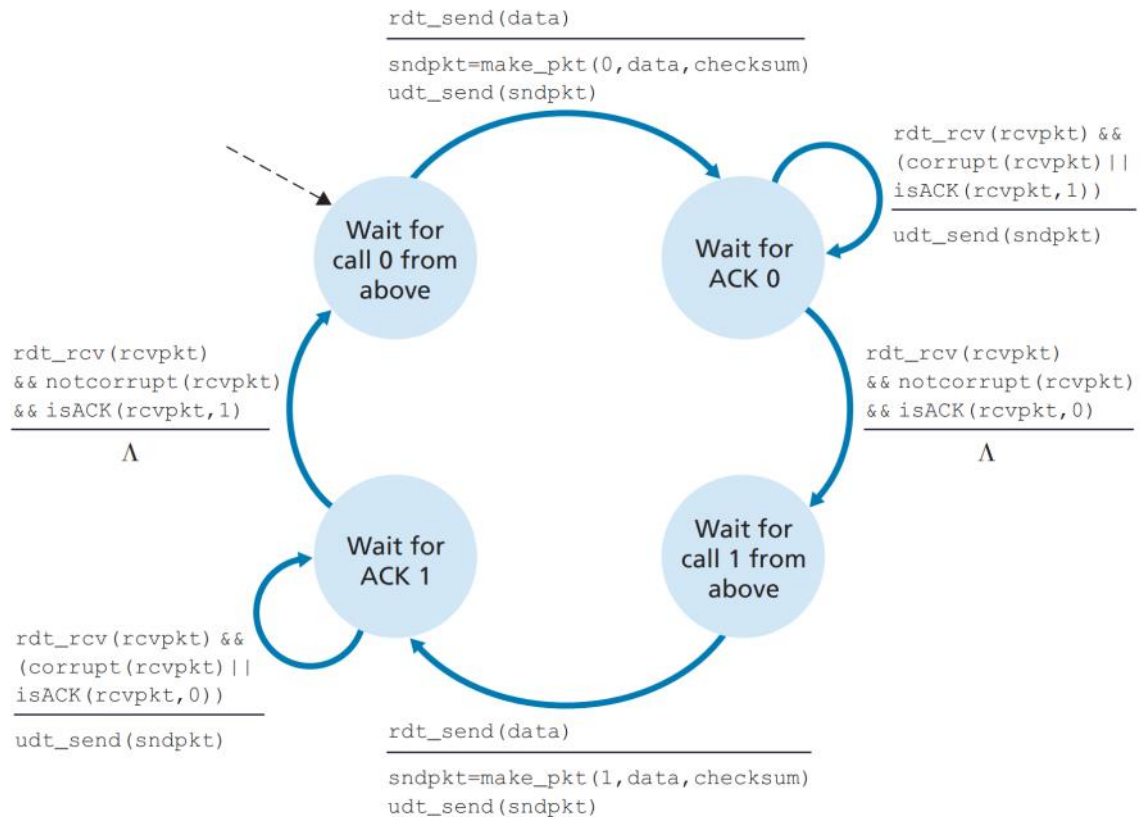 rdt_send(data)
sndpkt=make_pkt(0,data,checksum)
udt_send(sndpkt)
rdt_rcv(rcvpkt) &&
(corrupt(rcvpkt)||
isACK(rcvpkt,1))
udt_send(sndpkt)
Wait for
call 0 from
above
Wait for
ACK 0
rdt_rcv(rcvpkt)
&& notcorrupt(rcvpkt)
&& isACK(rcvpkt,1)
Λ
rdt_rcv(rcvpkt)
&& notcorrupt(rcvpkt)
&& isACK(rcvpkt,0)
Λ
Wait for
ACK 1
Wait for
call 1 from
above
rdt_rcv(rcvpkt) &&
(corrupt(rcvpkt)||
isACK(rcvpkt,0))
udt_send(sndpkt)
rdt_send(data)
sndpkt=make_pkt(1,data,checksum)
udt_send(sndpkt)